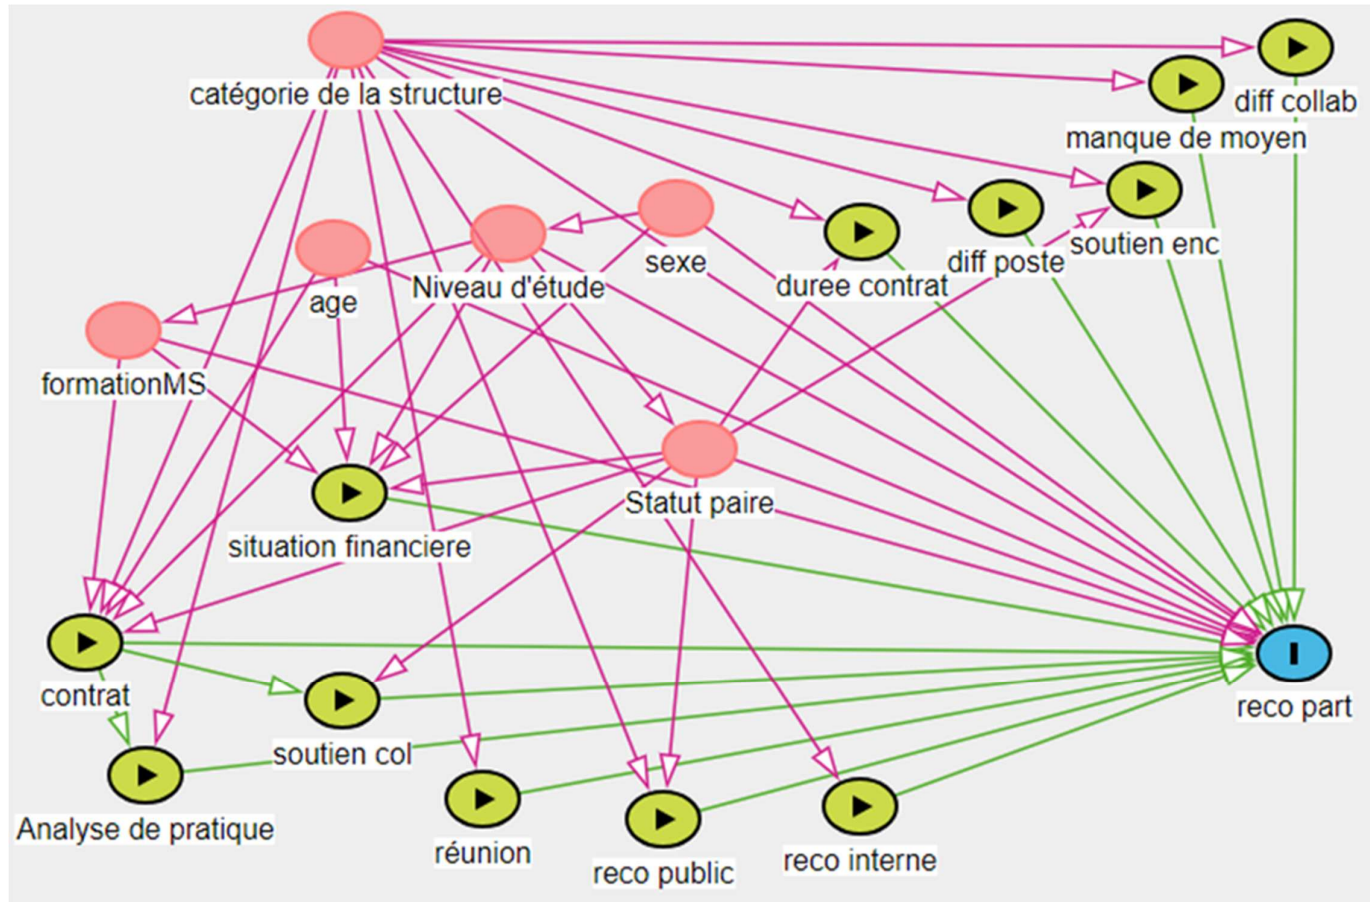 catégorie de la structure
diff collab
manque de moyen
soutien enc
sexe
diff poste
duree contrat
Niveau d'étude
age
formationMS
Statut paire
situation financiere
contrat
reco part
soutien col
Analyse de pratique
réunion
reco interne
reco public